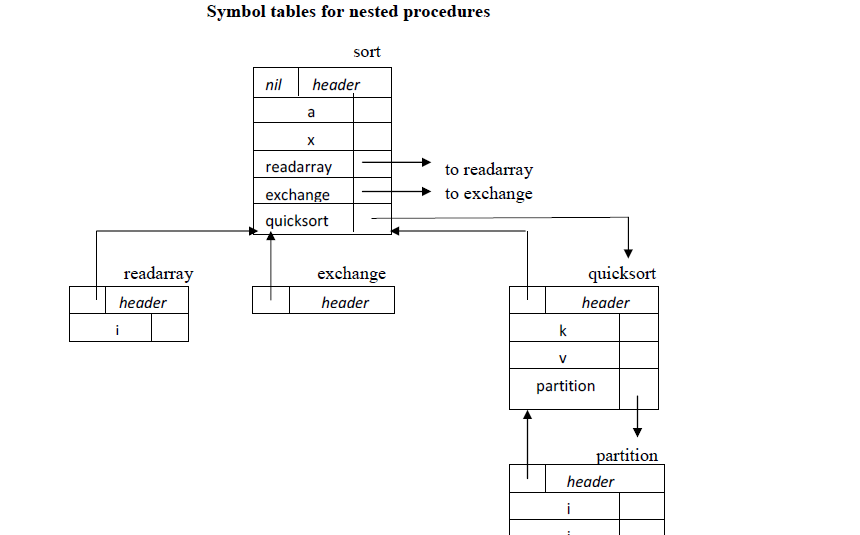 Symbol tables for nested procedures
sort
nil header
a
x
readarray
to readarray
exchange
to exchange
quicksort
readarray
exchange
quicksort
header
header
header
i
k
v
partition
partition
header
i